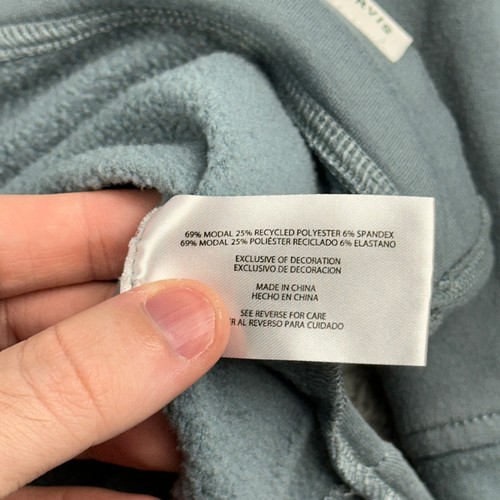 69% MODAL 25% RECYCLED POLYESTER 6% SPANDEX
69% MODAL 25% POLIÉSTER RECICLADO 6% ELASTANO
EXCLUSIVE OF DECORATION
EXCLUSIVO DE DECORACION
MADE IN CHINA
HECHO EN CHINA
SEE REVERSE FOR CARE
ER AL REVERSO PARA CUIDADO